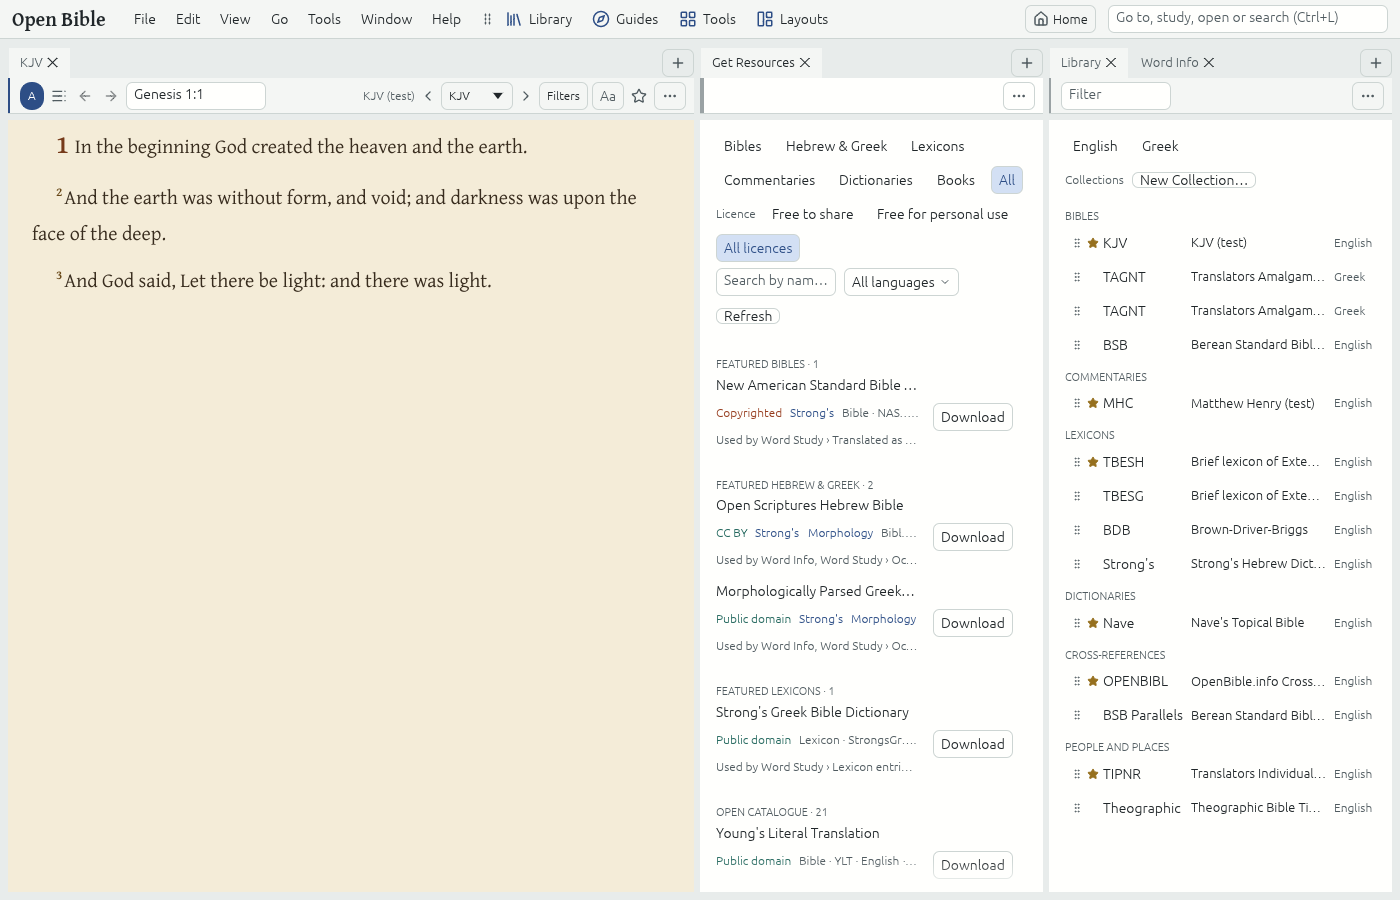 Open Bible File Edit View Go Tools Window Help Library Guides Tools Layouts Home Go to, study, open or search (Ctrl+L)
KJV
A Genesis 1:1 KJV (test) KJV Filters Aa
1 In the beginning God created the heaven and the earth.
2 And the earth was without form, and void; and darkness was upon the
face of the deep.
3 And God said, Let there be light: and there was light.
Get Resources
Bibles Hebrew & Greek Lexicons
Commentaries Dictionaries Books All
Licence Free to share Free for personal use
All licences
Search by nam... All languages
Refresh
FEATURED BIBLES · 1
New American Standard Bible ...
Copyrighted Strong's Bible · NAS....
Download
Used by Word Study › Translated as ...
FEATURED HEBREW & GREEK · 2
Open Scriptures Hebrew Bible
CC BY Strong's Morphology Bibl....
Download
Used by Word Info, Word Study › Oc...
Morphologically Parsed Greek...
Public domain Strong's Morphology
Download
Used by Word Info, Word Study › Oc...
FEATURED LEXICONS · 1
Strong's Greek Bible Dictionary
Public domain Lexicon · StrongsGr....
Download
Used by Word Study › Lexicon entri...
OPEN CATALOGUE · 21
Young's Literal Translation
Public domain Bible · YLT · English ·...
Download
Library Word Info
Filter
English Greek
Collections New Collection...
BIBLES
KJV KJV (test) English
TAGNT Translators Amalgam... Greek
TAGNT Translators Amalgam... Greek
BSB Berean Standard Bibl... English
COMMENTARIES
MHC Matthew Henry (test) English
LEXICONS
TBESH Brief lexicon of Exte... English
TBESG Brief lexicon of Exte... English
BDB Brown-Driver-Briggs English
Strong's Strong's Hebrew Dict... English
DICTIONARIES
Nave Nave's Topical Bible English
CROSS-REFERENCES
OPENBIBL OpenBible.info Cross... English
BSB Parallels Berean Standard Bibl... English
PEOPLE AND PLACES
TIPNR Translators Individual... English
Theographic Theographic Bible Ti... English